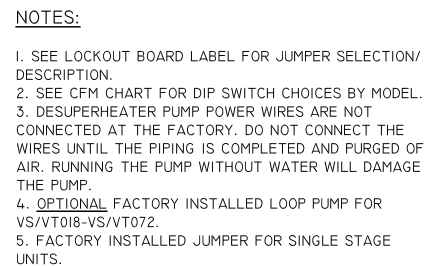 NOTES:
1. SEE LOCKOUT BOARD LABEL FOR JUMPER SELECTION/
DESCRIPTION.
2. SEE CFM CHART FOR DIP SWITCH CHOICES BY MODEL.
3. DESUPERHEATER PUMP POWER WIRES ARE NOT
CONNECTED AT THE FACTORY. DO NOT CONNECT THE
WIRES UNTIL THE PIPING IS COMPLETED AND PURGED OF
AIR. RUNNING THE PUMP WITHOUT WATER WILL DAMAGE
THE PUMP.
4. OPTIONAL FACTORY INSTALLED LOOP PUMP FOR
VS/VT018-VS/VT072.
5. FACTORY INSTALLED JUMPER FOR SINGLE STAGE
UNITS.